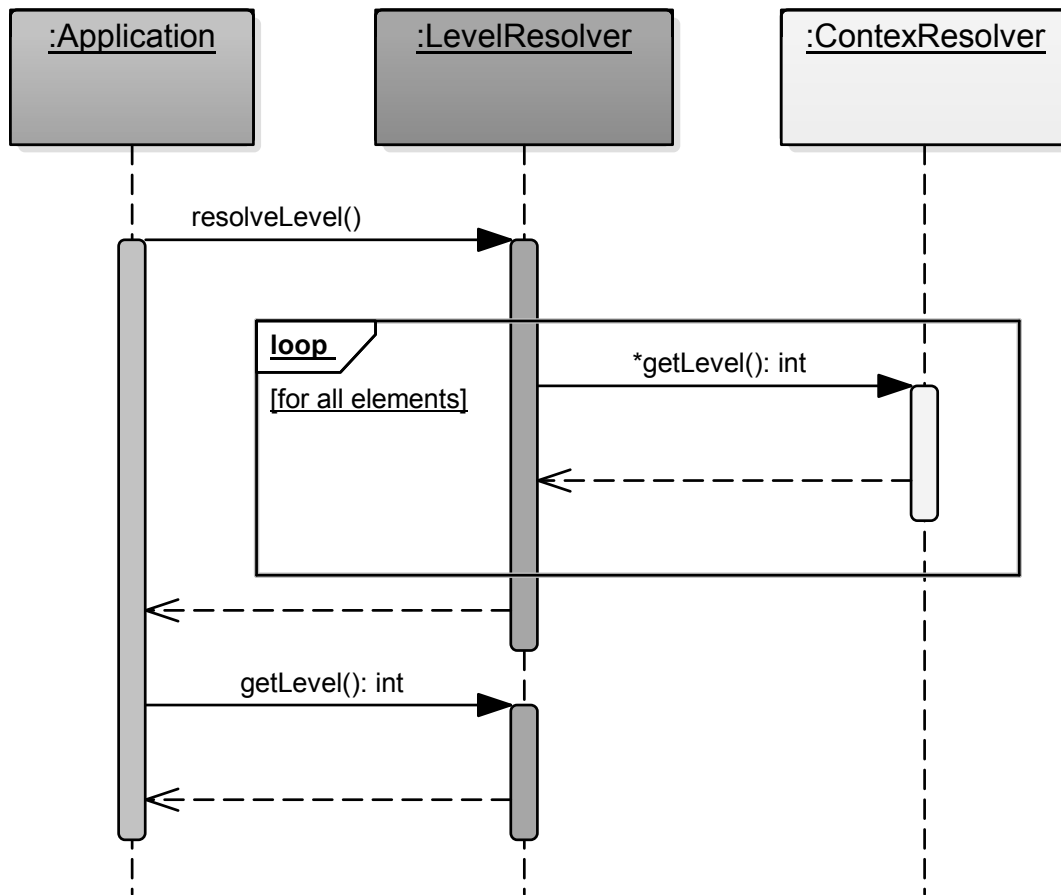 :Application
:LevelResolver
:ContexResolver
resolveLevel()
loop
*getLevel(): int
[for all elements]
getLevel(): int